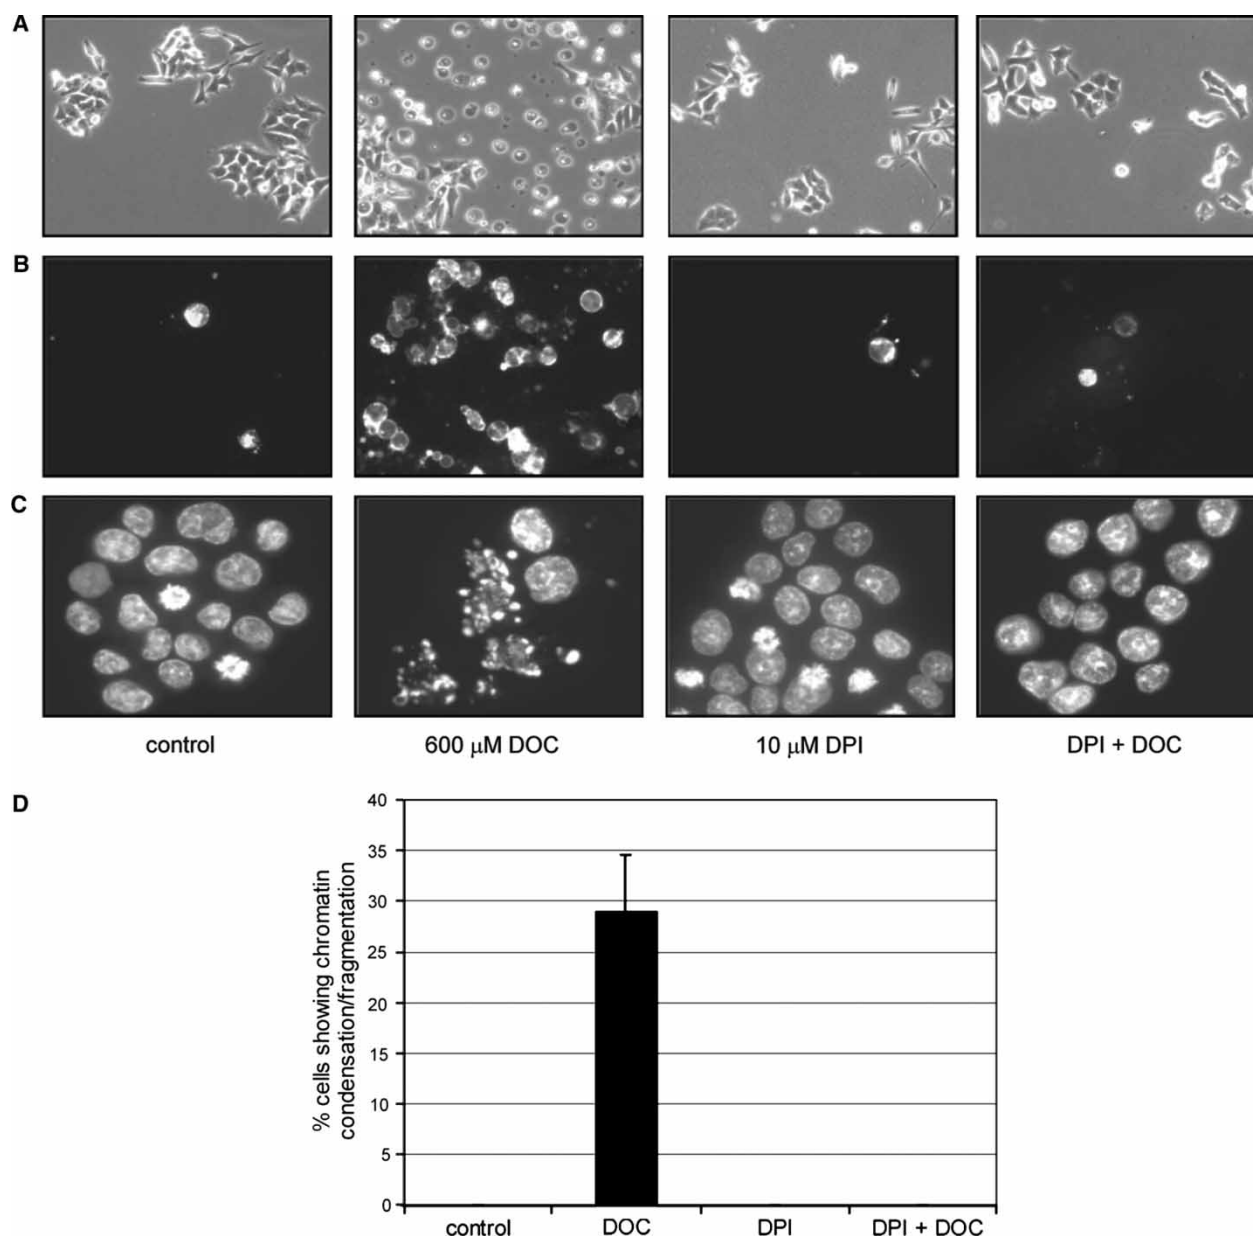 A
B
C
control
600 μM DOC
10 μM DPI
DPI + DOC
D
% cells showing chromatin
condensation/fragmentation
40
35
30
25
20
15
10
5
0
control
DOC
DPI
DPI + DOC